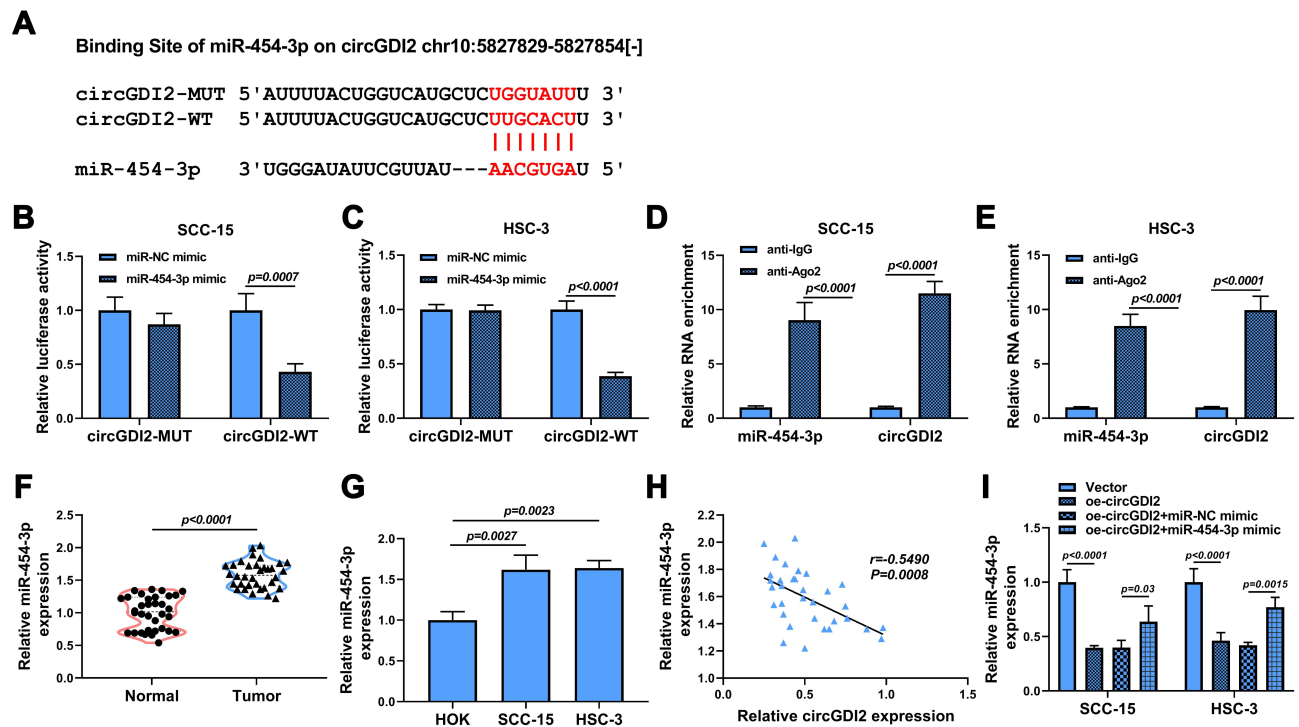 A
Binding Site of miR-454-3p on circGDI2 chr10:5827829-5827854[-]
circGDI2-MUT 5'AUUUUACUGGUCAUGCUCUGGUAUUU 3'
circGDI2-WT 5'AUUUUACUGGUCAUGCUCUUGCACUU 3'
miR-454-3p 3'UGGGAUAUUCGUUAU---AACGUGAU 5'
B
SCC-15
Relative luciferase activity
miR-NC mimic
miR-454-3p mimic
p=0.0007
1.5
1.0
0.5
0.0
circGDI2-MUT circGDI2-WT
C
HSC-3
Relative luciferase activity
miR-NC mimic
miR-454-3p mimic
p<0.0001
1.5
1.0
0.5
0.0
circGDI2-MUT circGDI2-WT
D
SCC-15
Relative RNA enrichment
anti-IgG
anti-Ago2
p<0.0001
p<0.0001
15
10
5
0
miR-454-3p circGDI2
E
HSC-3
Relative RNA enrichment
anti-IgG
anti-Ago2
p<0.0001
p<0.0001
15
10
5
0
miR-454-3p circGDI2
F
Relative miR-454-3p
expression
p<0.0001
2.5
2.0
1.5
1.0
0.5
0.0
Normal Tumor
G
Relative miR-454-3p
expression
p=0.0023
p=0.0027
2.5
2.0
1.5
1.0
0.5
0.0
HOK SCC-15 HSC-3
H
Relative miR-454-3p
expression
r=-0.5490
P=0.0008
2.2
2.0
1.8
1.6
1.4
1.2
1.0
0.0 0.5 1.0 1.5
Relative circGDI2 expression
I
Vector
oe-circGDI2
oe-circGDI2+miR-NC mimic
oe-circGDI2+miR-454-3p mimic
Relative miR-454-3p
expression
p<0.0001
p=0.03
p<0.0001
p=0.0015
1.5
1.0
0.5
0.0
SCC-15 HSC-3